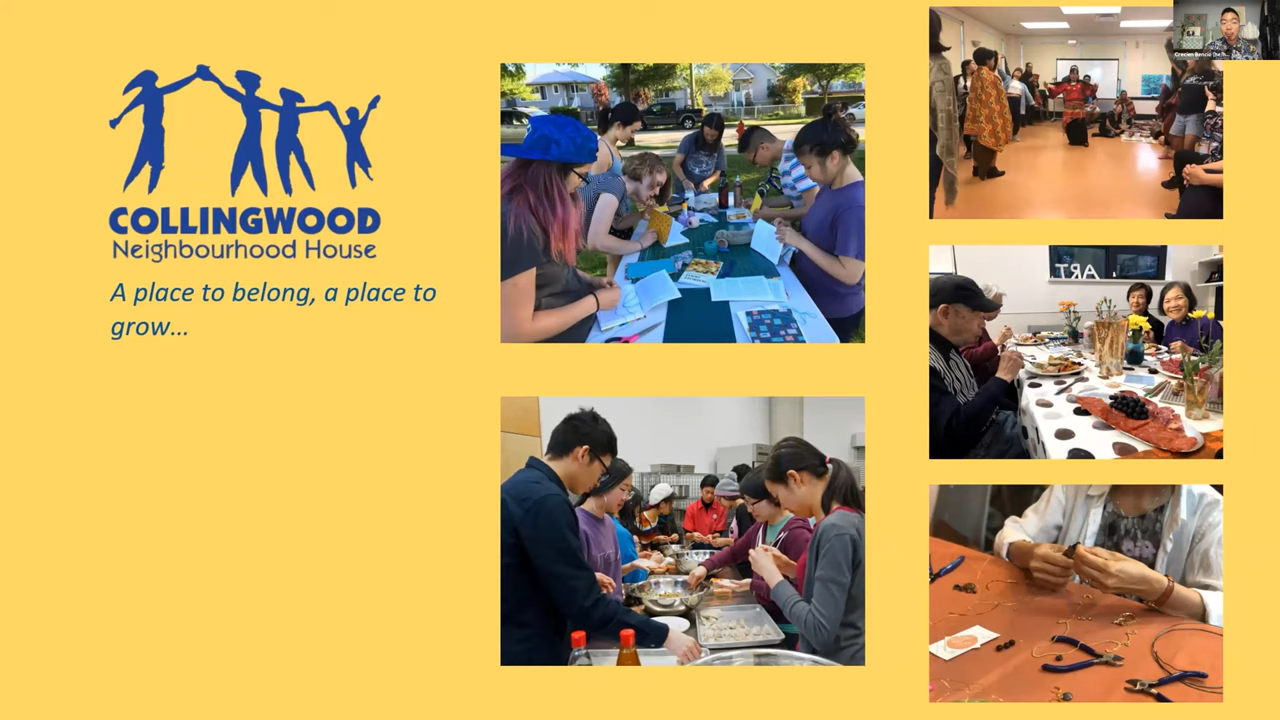 COLLINGWOOD
Neighbourhood House
A place to belong, a place to
grow...
ART